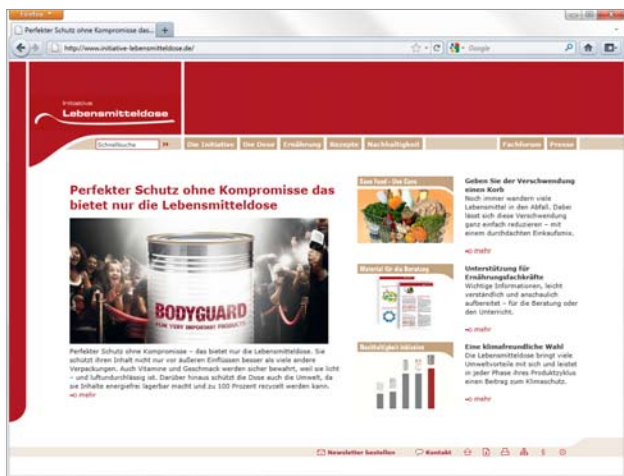 Firefox
Perfekter Schutz ohne Kompromisse das...
http://www.initiative-lebensmitteldose.de/
Google
Initiative
Lebensmitteldose
Schnellsuche
Die Initiative Die Dose Ernährung Rezepte Nachhaltigkeit Fachforum Presse
Perfekter Schutz ohne Kompromisse das
bietet nur die Lebensmitteldose
BODYGUARD
FOR VERY IMPORTANT PRODUCTS
Perfekter Schutz ohne Kompromisse – das bietet nur die Lebensmitteldose. Sie
schützt ihren Inhalt nicht nur vor äußeren Einflüssen besser als viele andere
Verpackungen. Auch Vitamine und Geschmack werden sicher bewahrt, weil sie licht
– und luftundurchlässig ist. Darüber hinaus schützt die Dose auch die Umwelt, da
sie Inhalte energiefrei lagerbar macht und zu 100 Prozent recycelt werden kann.
mehr
Save Food - Use Cans
Geben Sie der Verschwendung
einen Korb
Noch immer wandern viele
Lebensmittel in den Abfall. Dabei
lässt sich diese Verschwendung
ganz einfach reduzieren – mit
einem durchdachten Einkaufsmix.
mehr
Material für die Beratung
Unterstützung für
Ernährungsfachkräfte
Wichtige Informationen, leicht
verständlich und anschaulich
aufbereitet – für die Beratung oder
den Unterricht.
mehr
Nachhaltigkeit inklusive
Eine klimafreundliche Wahl
Die Lebensmitteldose bringt viele
Umweltvorteile mit sich und leistet
in jeder Phase ihres Produktzyklus
einen Beitrag zum Klimaschutz.
mehr
Newsletter bestellen Kontakt